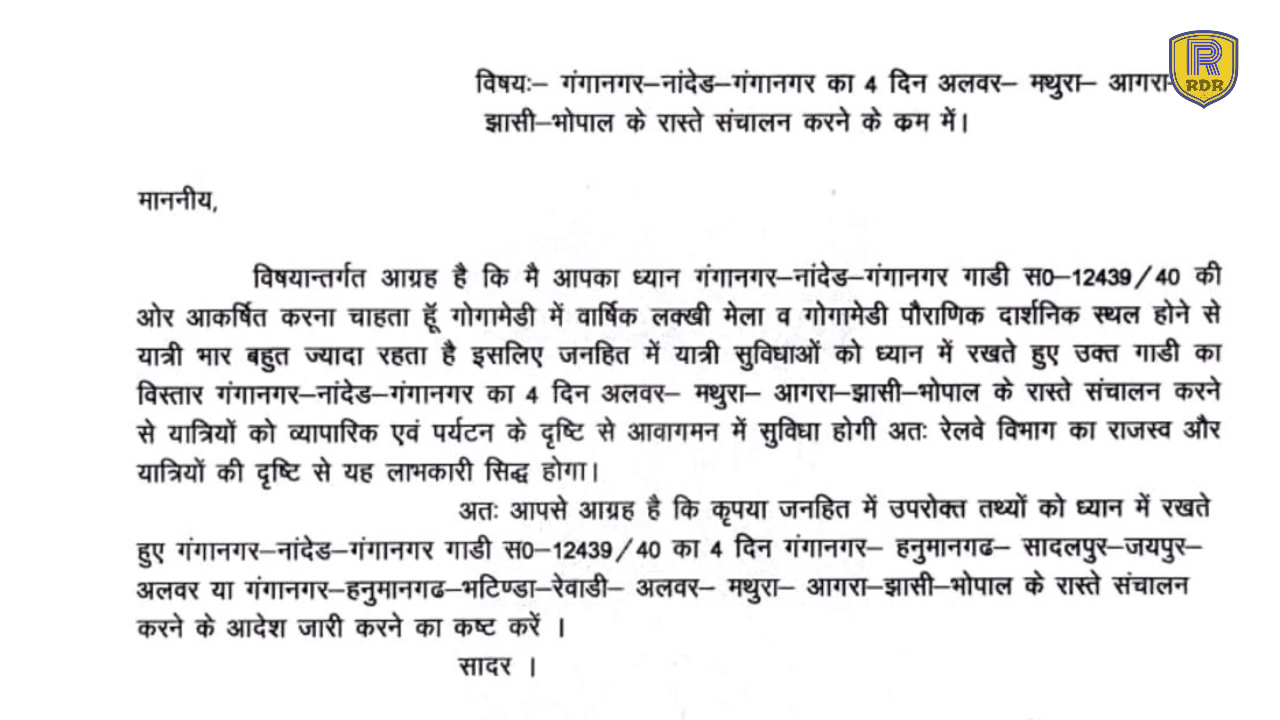 विषयः– गंगानगर–नांदेड–गंगानगर का 4 दिन अलवर– मथुरा– आगरा–
RDR
झासी–भोपाल के रास्ते संचालन करने के कम में।
माननीय,
विषयान्तर्गत आग्रह है कि मै आपका ध्यान गंगानगर–नांदेड–गंगानगर गाडी स0–12439/40 की
ओर आकर्षित करना चाहता हूॅ गोगामेडी में वार्षिक लक्खी मेला व गोगामेडी पौराणिक दार्शनिक स्थल होने से
यात्री भार बहुत ज्यादा रहता है इसलिए जनहित में यात्री सुविधाओं को ध्यान में रखते हुए उक्त गाडी का
विस्तार गंगानगर–नांदेड–गंगानगर का 4 दिन अलवर– मथुरा– आगरा–झासी–भोपाल के रास्ते संचालन करने
से यात्रियों को व्यापारिक एवं पर्यटन के दृष्टि से आवागमन में सुविधा होगी अतः रेलवे विभाग का राजस्व और
यात्रियों की दृष्टि से यह लाभकारी सिद्ध होगा।
अतः आपसे आग्रह है कि कृपया जनहित में उपरोक्त तथ्यों को ध्यान में रखते
हुए गंगानगर–नांदेड–गंगानगर गाडी स0–12439/40 का 4 दिन गंगानगर– हनुमानगढ– सादलपुर–जयपुर–
अलवर या गंगानगर–हनुमानगढ–भटिण्डा–रेवाडी– अलवर– मथुरा– आगरा–झासी–भोपाल के रास्ते संचालन
करने के आदेश जारी करने का कष्ट करें ।
सादर ।